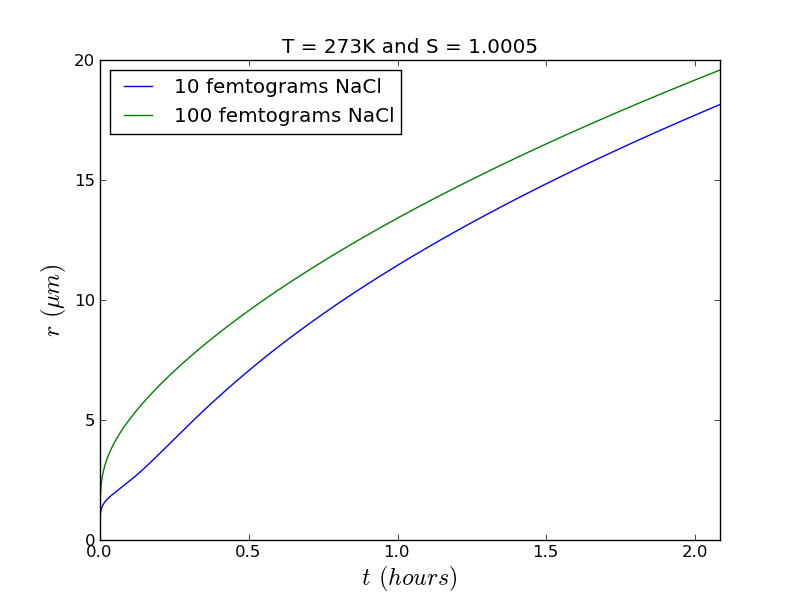 T = 273K and S = 1.0005
10 femtograms NaCl
100 femtograms NaCl
20
15
10
5
0
r (μm)
0.0 0.5 1.0 1.5 2.0
t (hours)